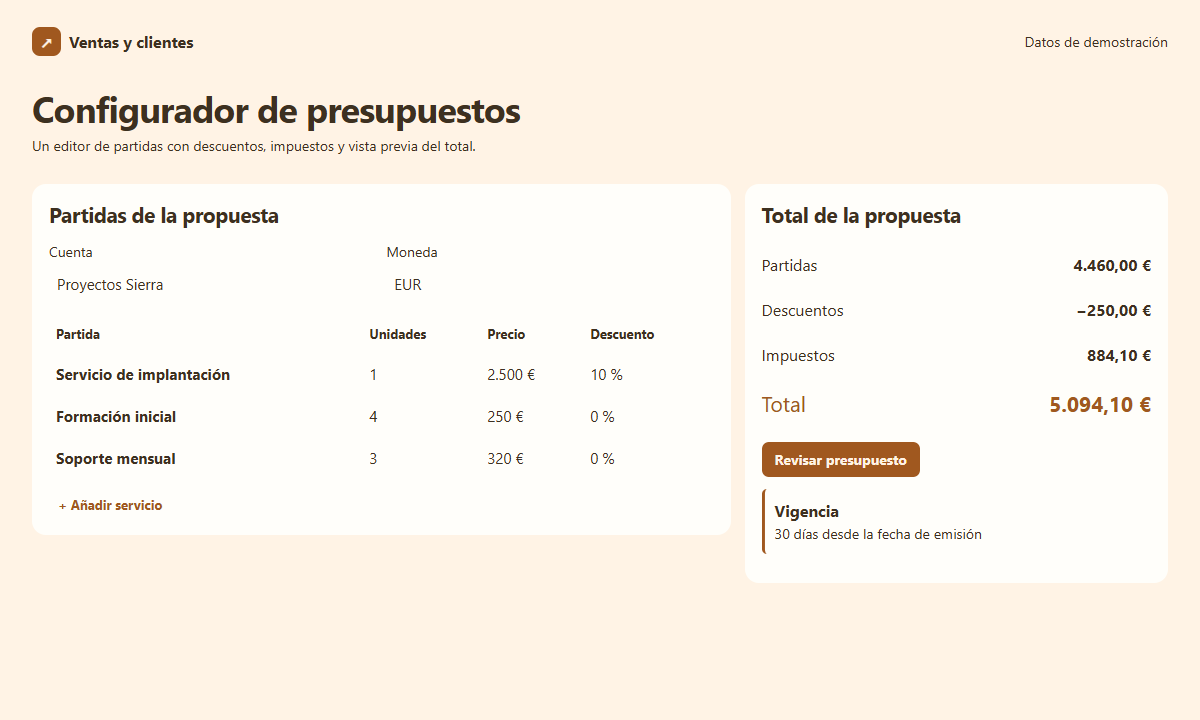 Ventas y clientes
Datos de demostración
Configurador de presupuestos
Un editor de partidas con descuentos, impuestos y vista previa del total.
Partidas de la propuesta
Cuenta Moneda
Proyectos Sierra EUR
Partida Unidades Precio Descuento
Servicio de implantación 1 2.500 € 10 %
Formación inicial 4 250 € 0 %
Soporte mensual 3 320 € 0 %
+ Añadir servicio
Total de la propuesta
Partidas 4.460,00 €
Descuentos −250,00 €
Impuestos 884,10 €
Total 5.094,10 €
Revisar presupuesto
Vigencia
30 días desde la fecha de emisión